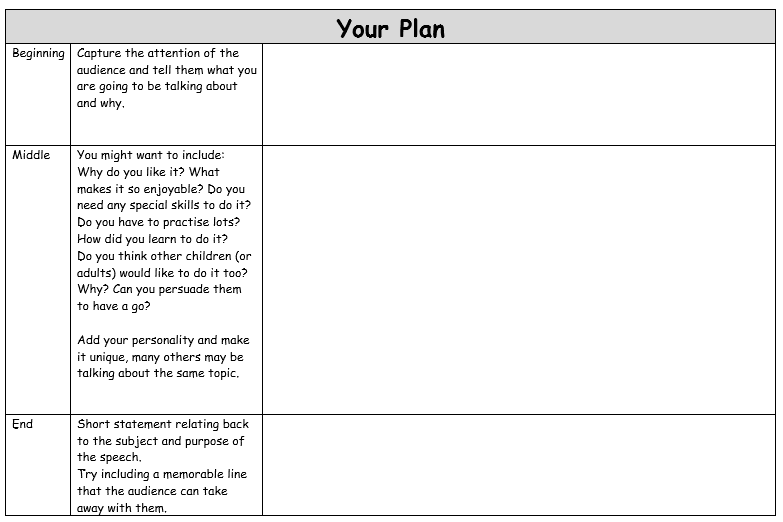 Your Plan
Beginning
Capture the attention of the
audience and tell them what you
are going to be talking about
and why.
Middle
You might want to include:
Why do you like it? What
makes it so enjoyable? Do you
need any special skills to do it?
Do you have to practise lots?
How did you learn to do it?
Do you think other children (or
adults) would like to do it too?
Why? Can you persuade them
to have a go?
Add your personality and make
it unique, many others may be
talking about the same topic.
End
Short statement relating back
to the subject and purpose of
the speech.
Try including a memorable line
that the audience can take
away with them.